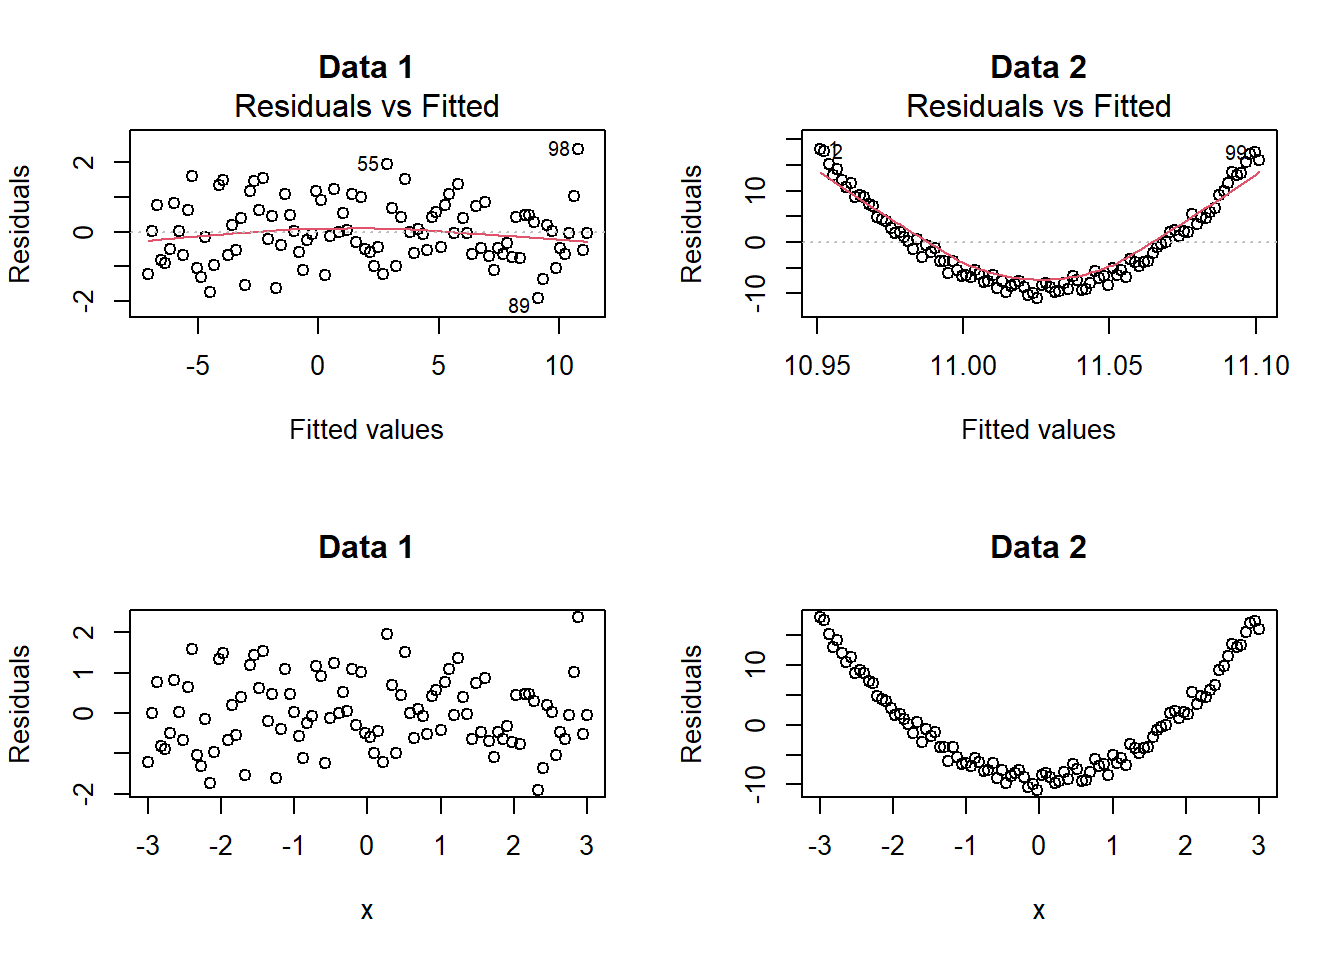 Data 1
Residuals vs Fitted
Residuals
2
0
-2
55
98
89
-5
0
5
10
Fitted values
Data 2
Residuals vs Fitted
Residuals
10
0
-10
1
2
99
10.95
11.00
11.05
11.10
Fitted values
Data 1
Residuals
2
1
0
-2
-3
-2
-1
0
1
2
3
x
Data 2
Residuals
10
0
-10
-3
-2
-1
0
1
2
3
x